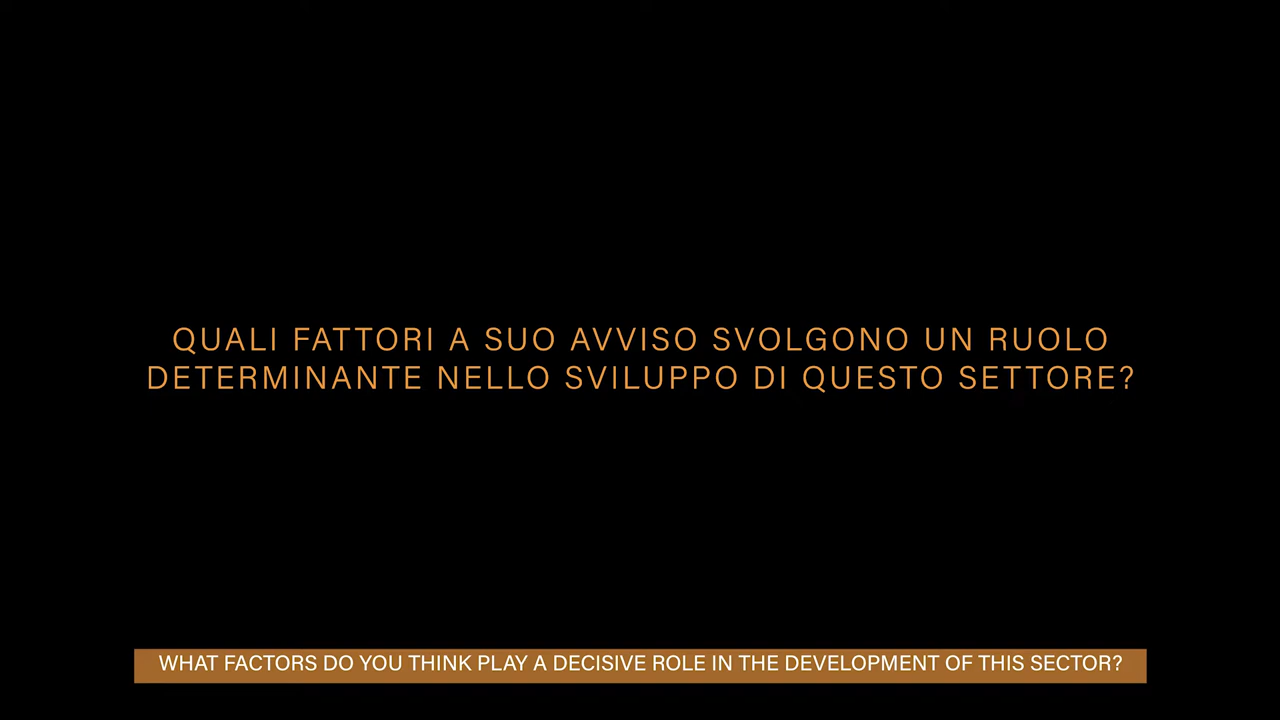 QUALI FATTORI A SUO AVVISO SVOLGONO UN RUOLO
DETERMINANTE NELLO SVILUPPO DI QUESTO SETTORE?
WHAT FACTORS DO YOU THINK PLAY A DECISIVE ROLE IN THE DEVELOPMENT OF THIS SECTOR?